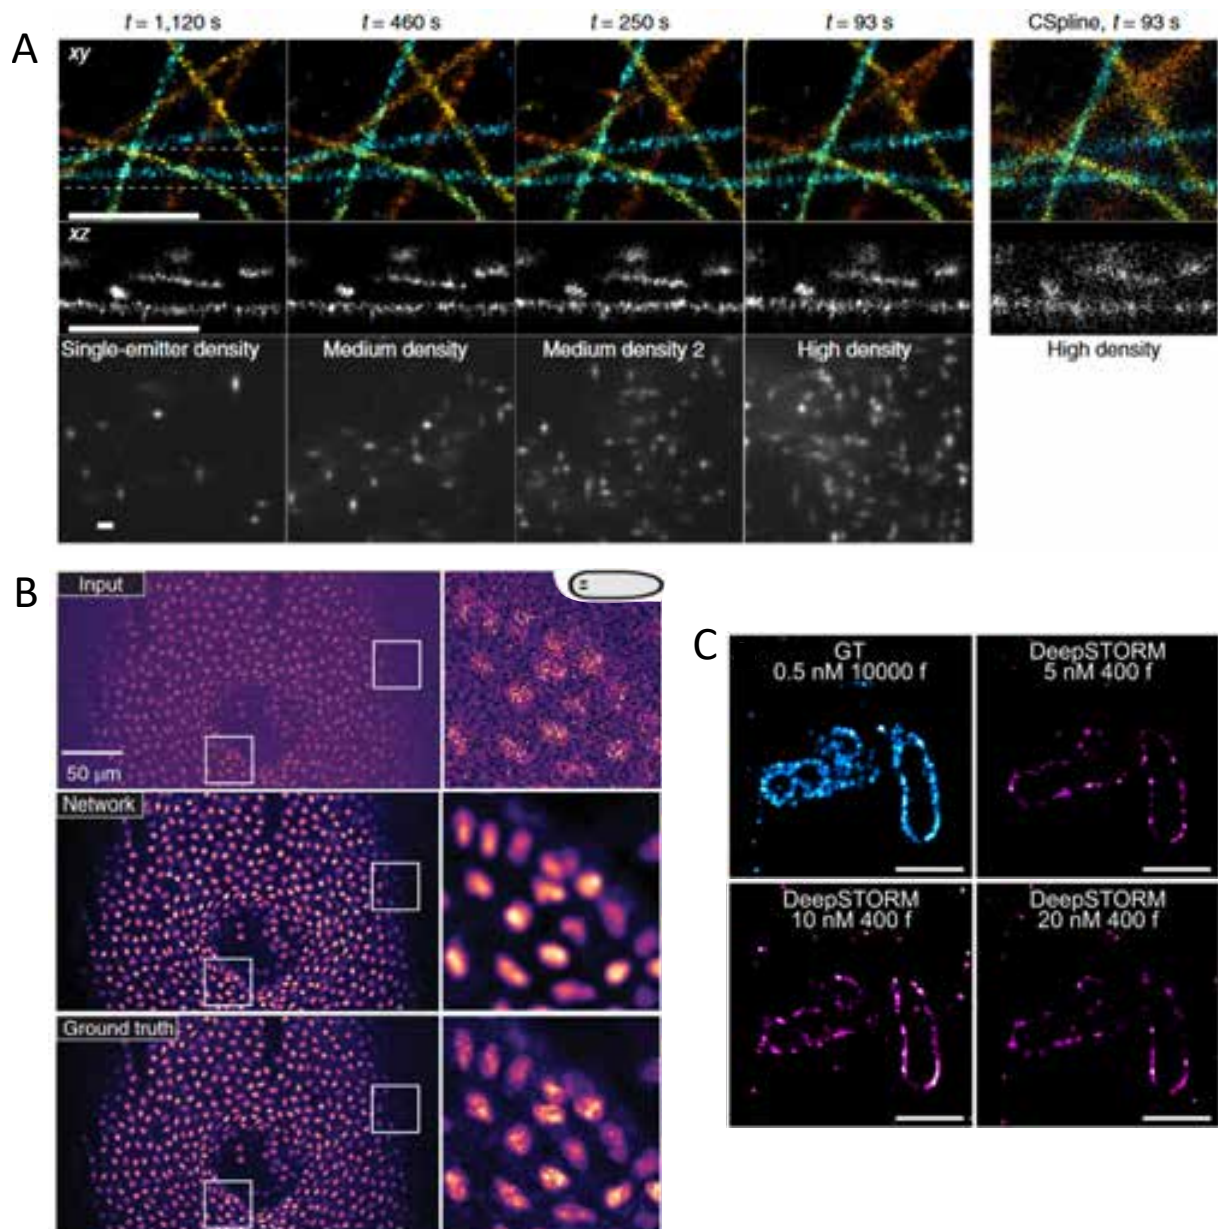 A
t = 1,120 s
t = 460 s
t = 250 s
t = 93 s
CSpline, t = 93 s
xy
xz
Single-emitter density
Medium density
Medium density 2
High density
High density
B
Input
50 µm
Network
Ground truth
C
GT
0.5 nM 10000 f
DeepSTORM
5 nM 400 f
DeepSTORM
10 nM 400 f
DeepSTORM
20 nM 400 f